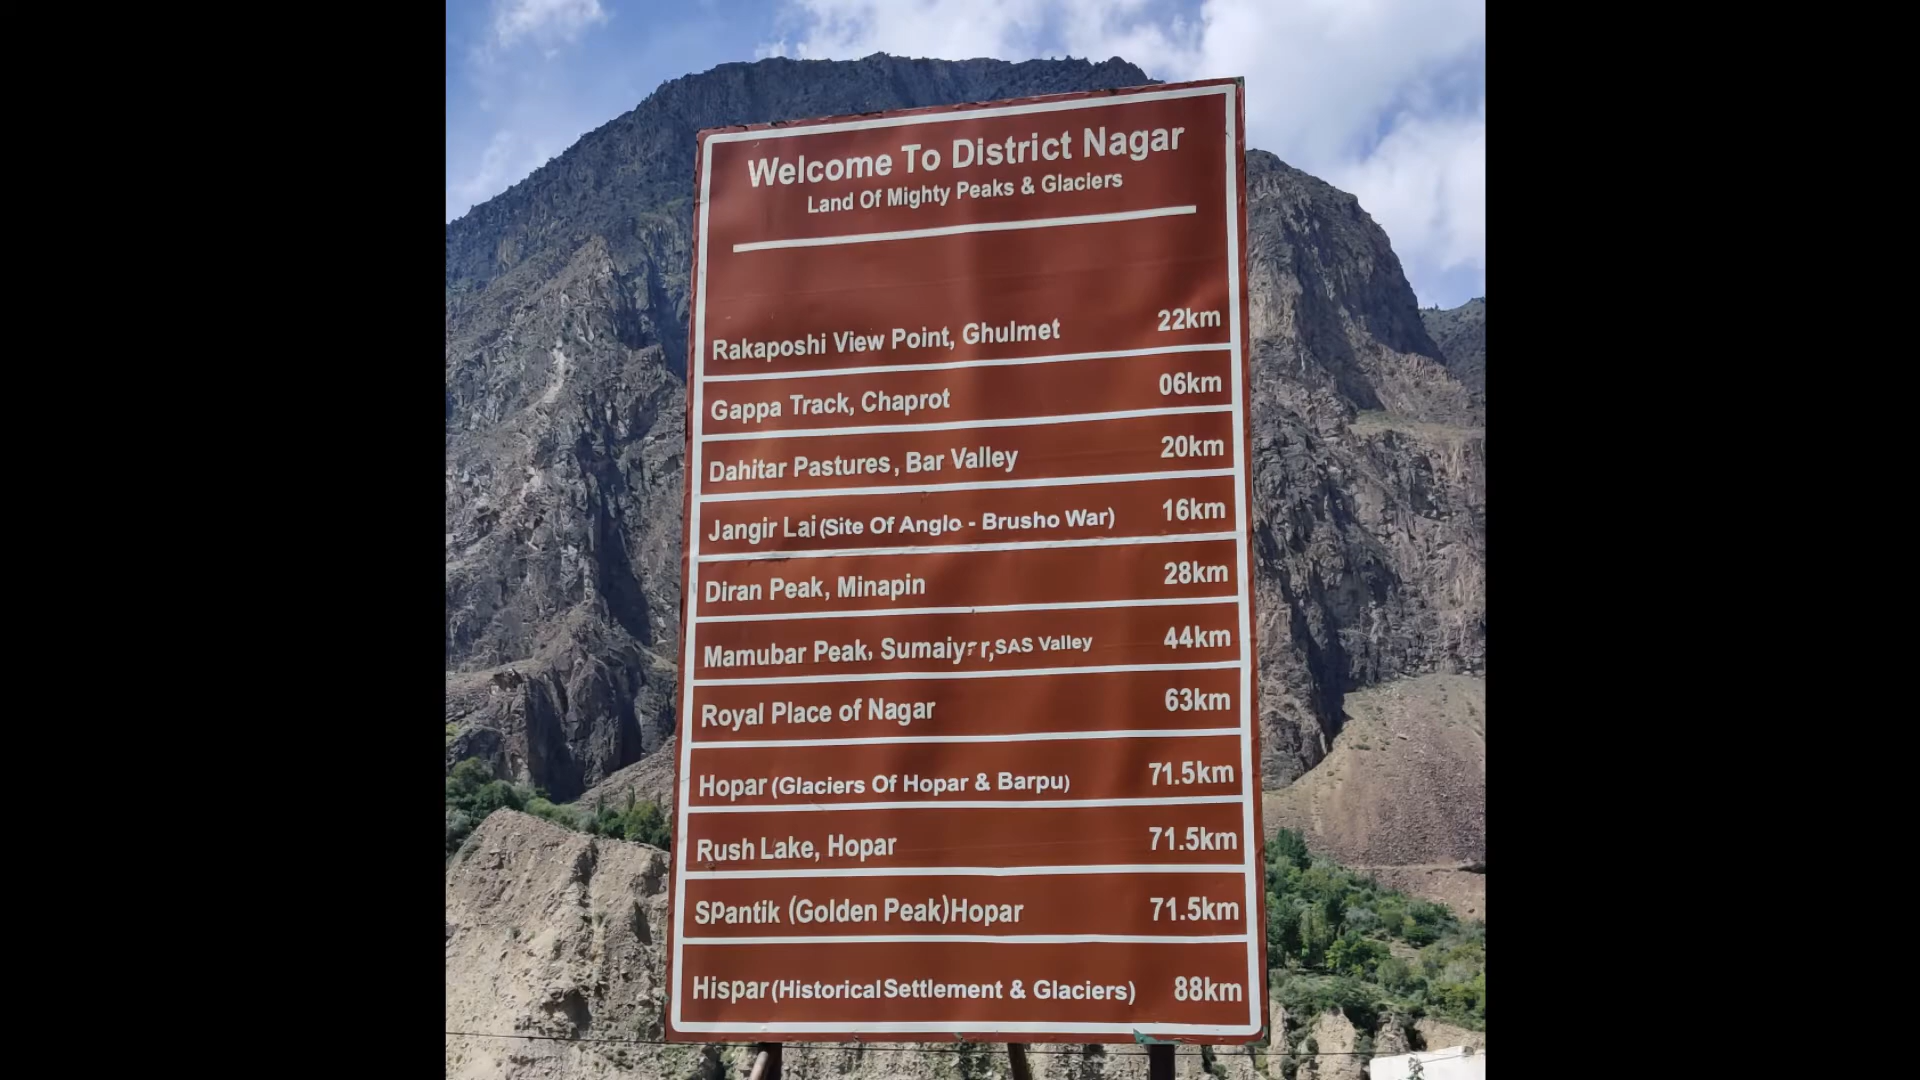 Welcome To District Nagar
Land Of Mighty Peaks & Glaciers
Rakaposhi View Point, Ghulmet 22km
Gappa Track, Chaprot 06km
Dahitar Pastures, Bar Valley 20km
Jangir Lai (Site Of Anglo - Brusho War) 16km
Diran Peak, Minapin 28km
Mamubar Peak, Sumaiyar, SAS Valley 44km
Royal Place of Nagar 63km
Hopar (Glaciers Of Hopar & Barpu) 71.5km
Rush Lake, Hopar 71.5km
Spantik (Golden Peak) Hopar 71.5km
Hispar (Historical Settlement & Glaciers) 88km